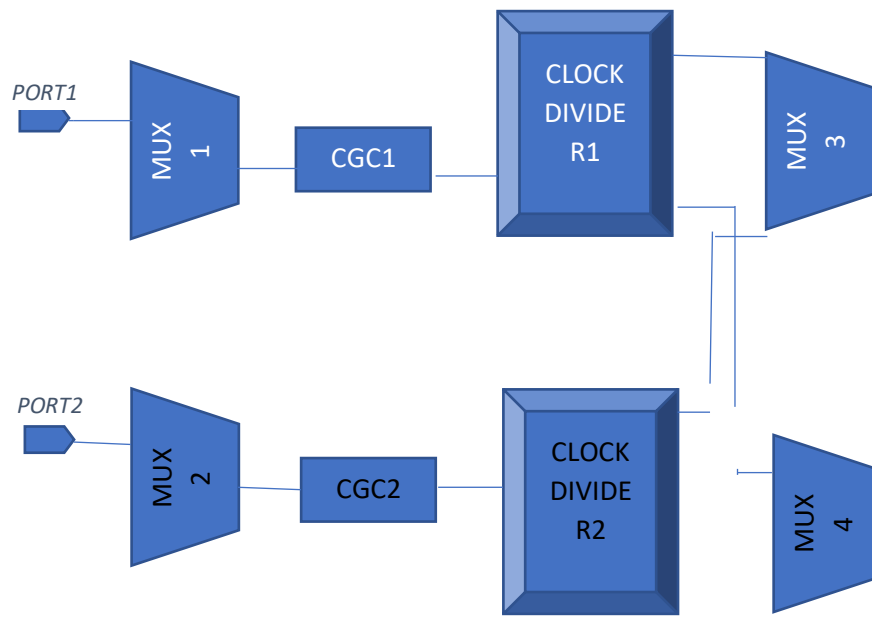 PORT1
MUX
1
CGC1
CLOCK
DIVIDE
R1
MUX
3
PORT2
MUX
2
CGC2
CLOCK
DIVIDE
R2
MUX
4